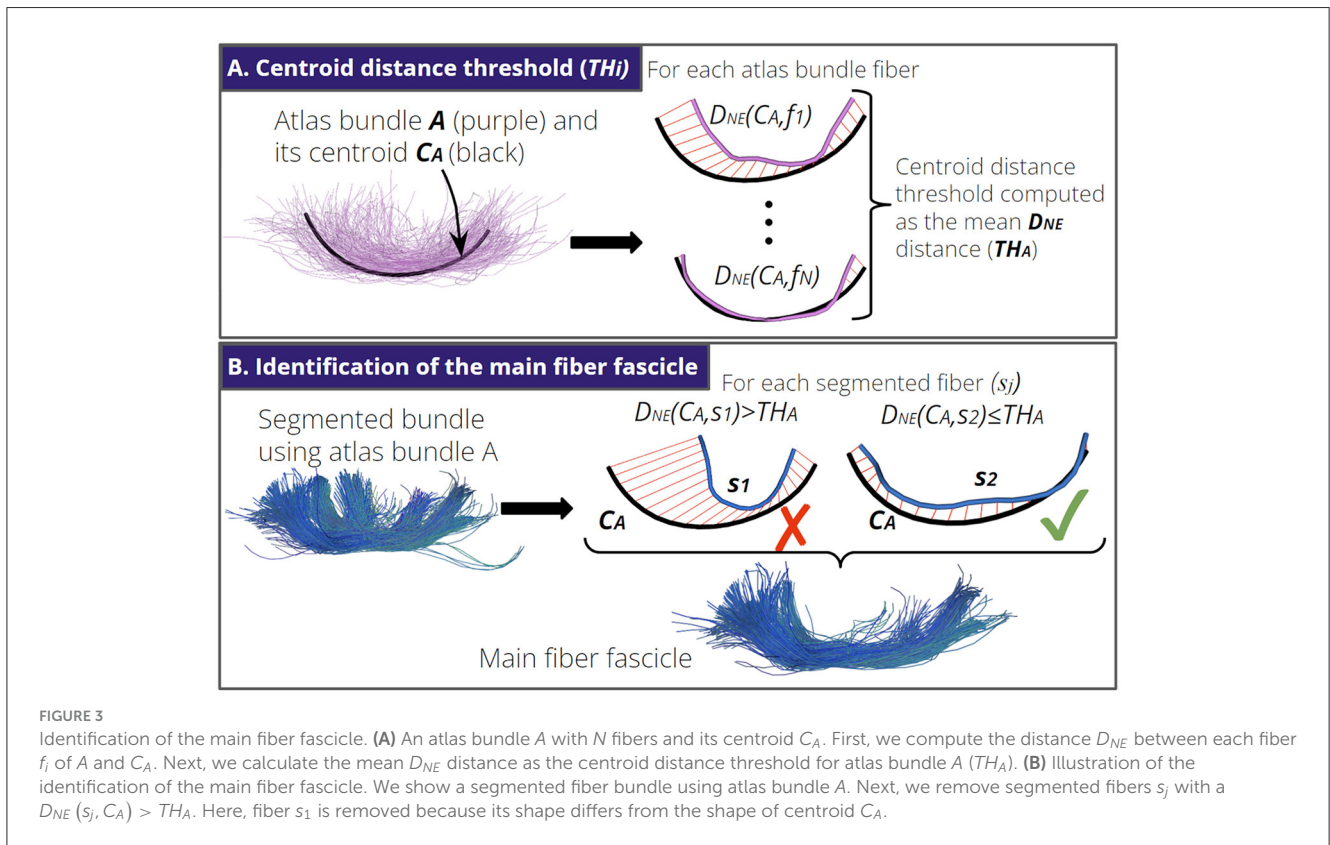 A. Centroid distance threshold (THi)
For each atlas bundle fiber
Atlas bundle A (purple) and
its centroid CA (black)
DNE(CA,f1)
DNE(CA,fN)
Centroid distance
threshold computed
as the mean DNE
distance (THA)
B. Identification of the main fiber fascicle
For each segmented fiber (sj)
Segmented bundle
using atlas bundle A
DNE(CA,s1)>THA
DNE(CA,s2)≤THA
s1
CA
s2
CA
Main fiber fascicle
FIGURE 3
Identification of the main fiber fascicle. (A) An atlas bundle A with N fibers and its centroid CA. First, we compute the distance DNE between each fiber
fi of A and CA. Next, we calculate the mean DNE distance as the centroid distance threshold for atlas bundle A (THA). (B) Illustration of the
identification of the main fiber fascicle. We show a segmented fiber bundle using atlas bundle A. Next, we remove segmented fibers sj with a
DNE (sj, CA) > THA. Here, fiber s1 is removed because its shape differs from the shape of centroid CA.